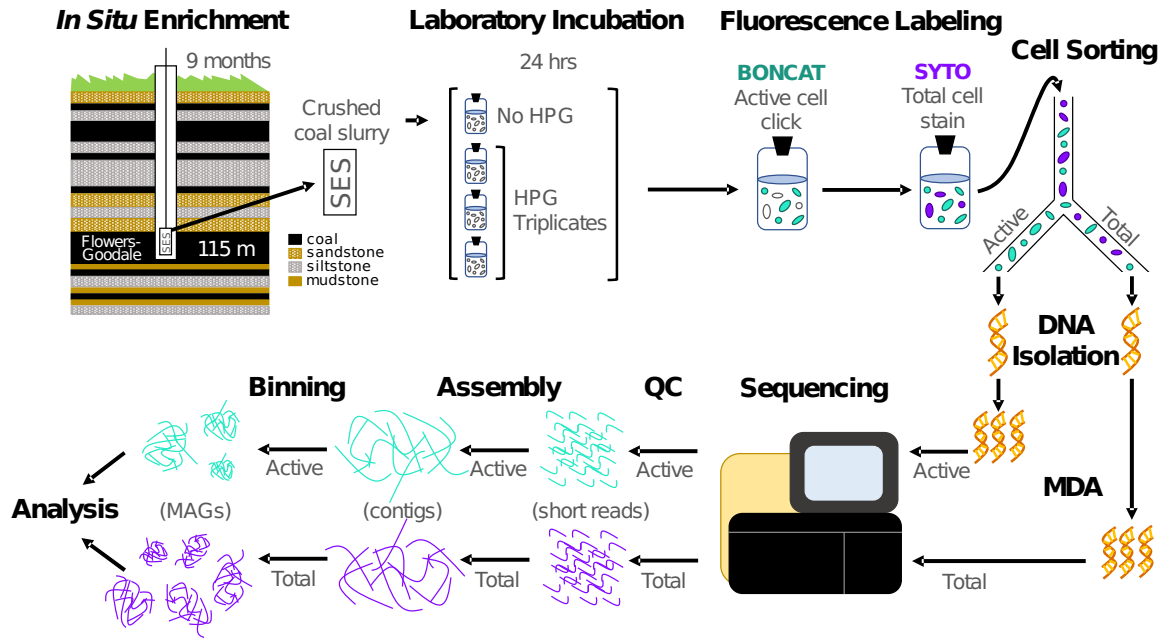 In Situ Enrichment
9 months
Flowers-
Goodale
115 m
SES
coal
sandstone
siltstone
mudstone
Crushed
coal slurry
SES
Laboratory Incubation
24 hrs
No HPG
HPG
Triplicates
Fluorescence Labeling
BONCAT
Active cell
click
SYTO
Total cell
stain
Cell Sorting
Active
Total
DNA
Isolation
MDA
Active
Total
Sequencing
QC
Active
Total
(short reads)
Assembly
Active
Total
(contigs)
Binning
Active
Total
(MAGs)
Analysis